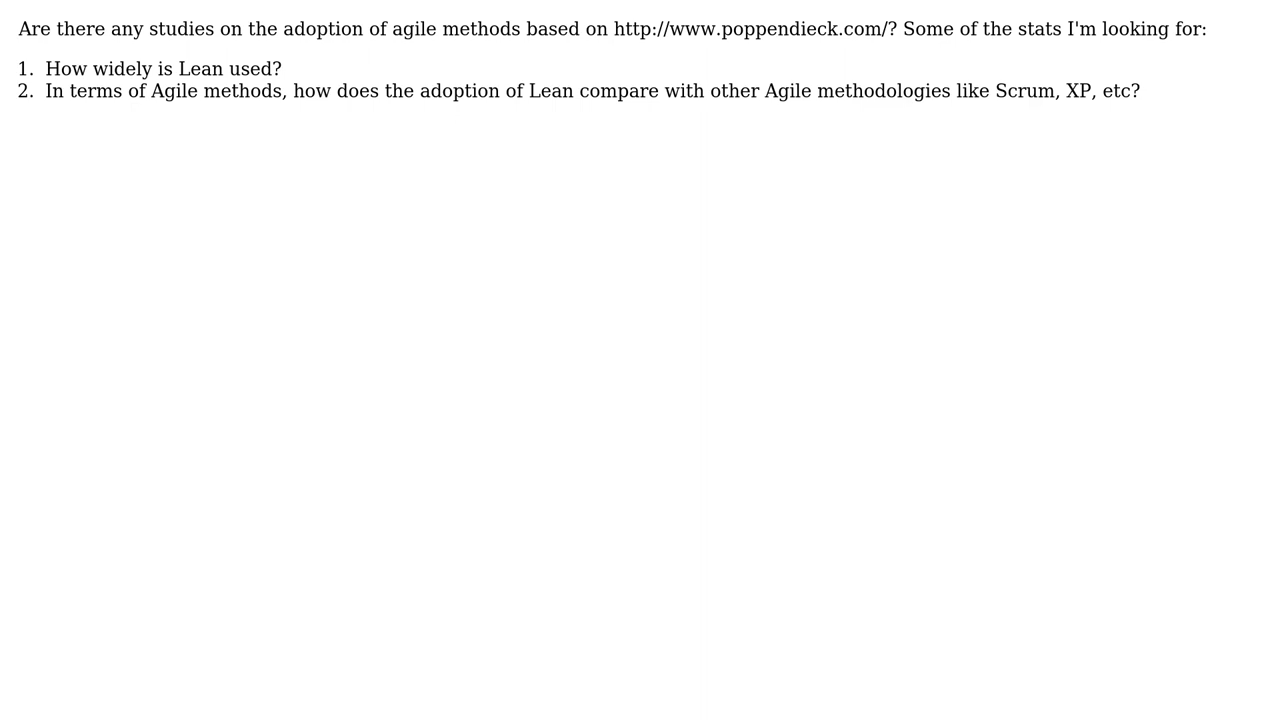 Are there any studies on the adoption of agile methods based on http://www.poppendieck.com/? Some of the stats I'm looking for:
1. How widely is Lean used?
2. In terms of Agile methods, how does the adoption of Lean compare with other Agile methodologies like Scrum, XP, etc?